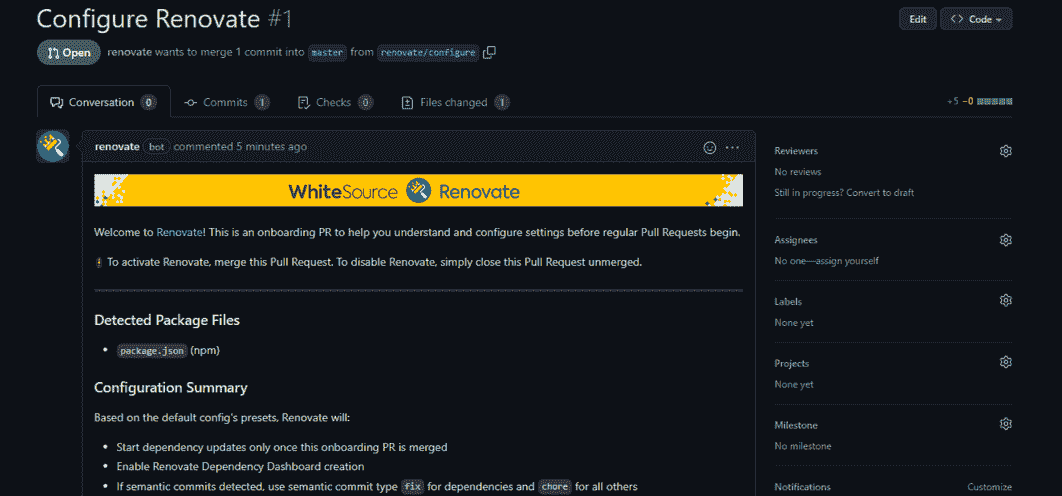 Configure Renovate #1
Edit
Code
Open
renovate wants to merge 1 commit into master from renovate/configure
Conversation 0
Commits 1
Checks 0
Files changed 1
+5 −0
renovate bot commented 5 minutes ago
WhiteSource Renovate
Welcome to Renovate! This is an onboarding PR to help you understand and configure settings before regular Pull Requests begin.
To activate Renovate, merge this Pull Request. To disable Renovate, simply close this Pull Request unmerged.
Detected Package Files
• package.json (npm)
Configuration Summary
Based on the default config's presets, Renovate will:
• Start dependency updates only once this onboarding PR is merged
• Enable Renovate Dependency Dashboard creation
• If semantic commits detected, use semantic commit type fix for dependencies and chore for all others
Reviewers
No reviews
Still in progress? Convert to draft
Assignees
No one—assign yourself
Labels
None yet
Projects
None yet
Milestone
No milestone
Notifications
Customize